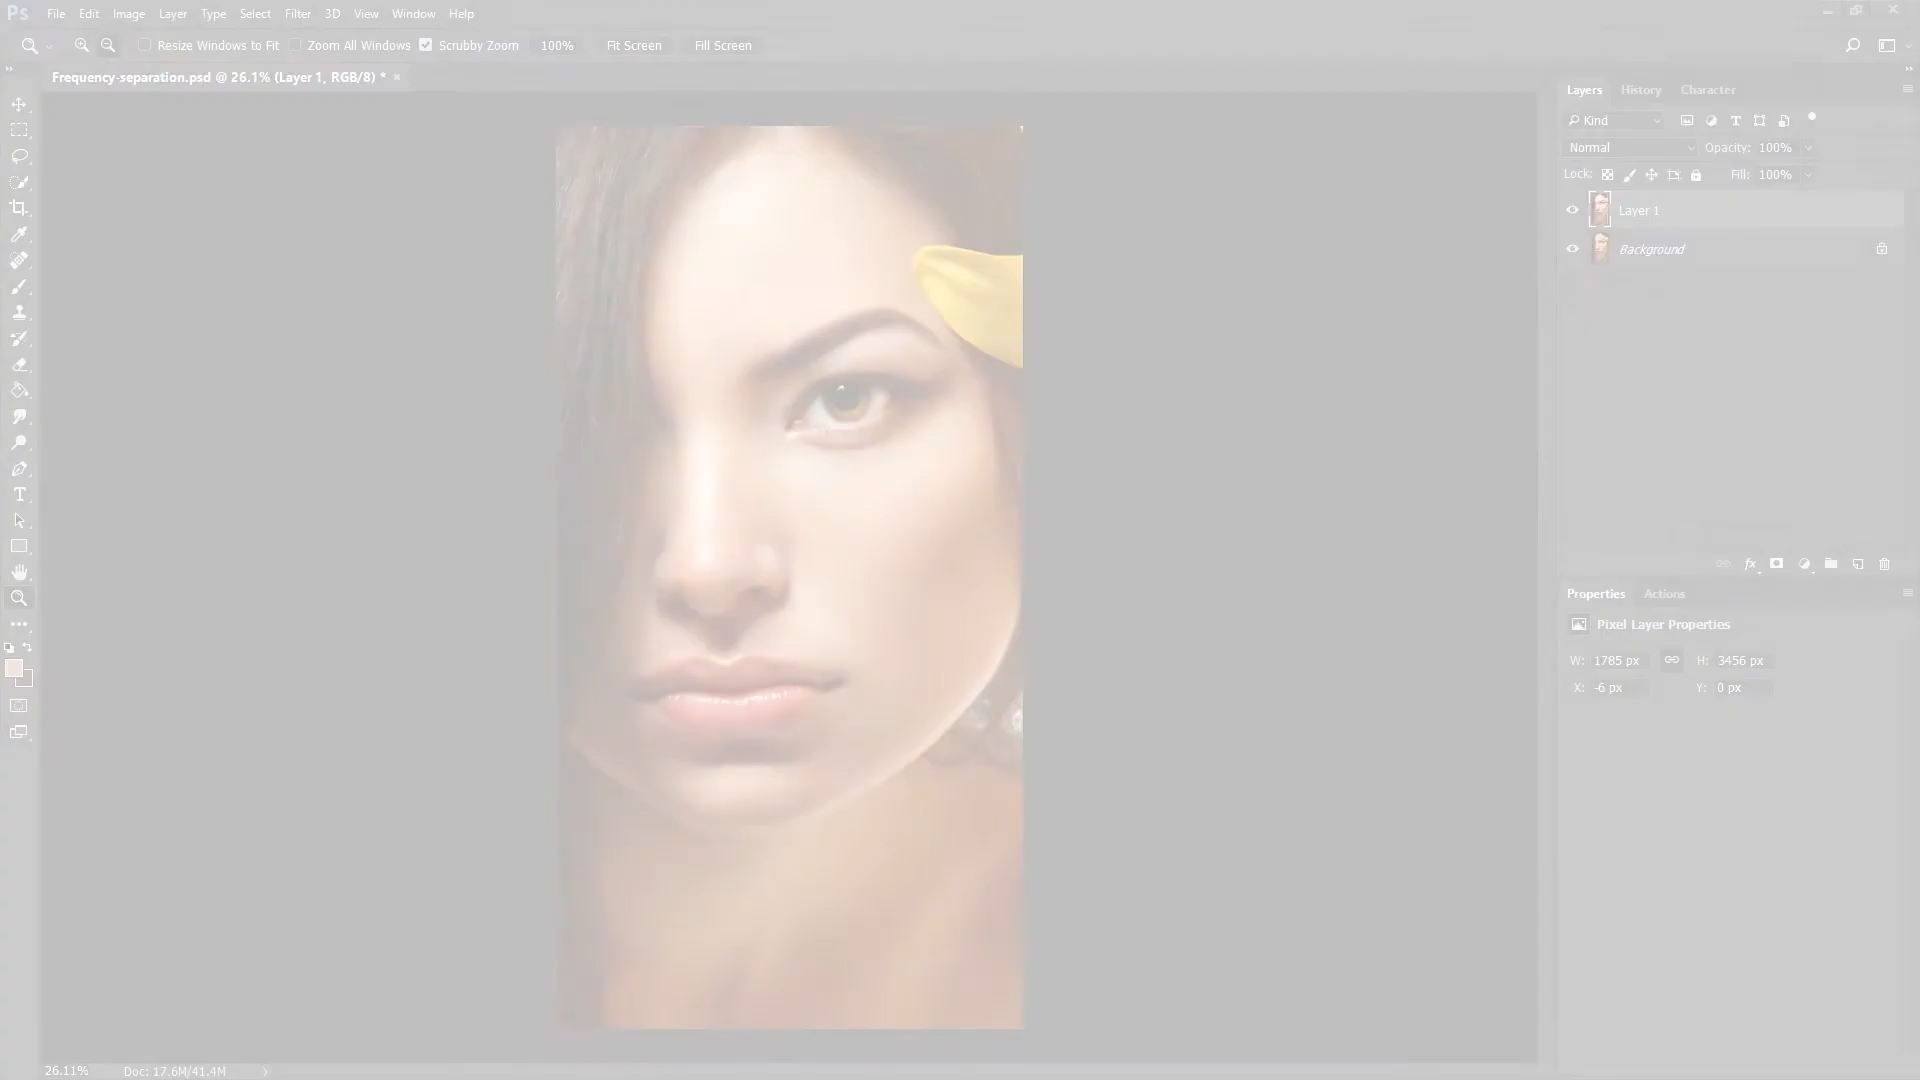 Ps File Edit Image Layer Type Select Filter 3D View Window Help
Resize Windows to Fit Zoom All Windows Scrubby Zoom 100% Fit Screen Fill Screen
Frequency-separation.psd @ 26.1% (Layer 1, RGB/8) * ×
Layers History Character
Kind
Normal Opacity: 100%
Lock: Fill: 100%
Layer 1
Background
fx
Properties Actions
Pixel Layer Properties
W: 1785 px H: 3456 px
X: -6 px Y: 0 px
26.11% Doc: 17.6M/41.4M